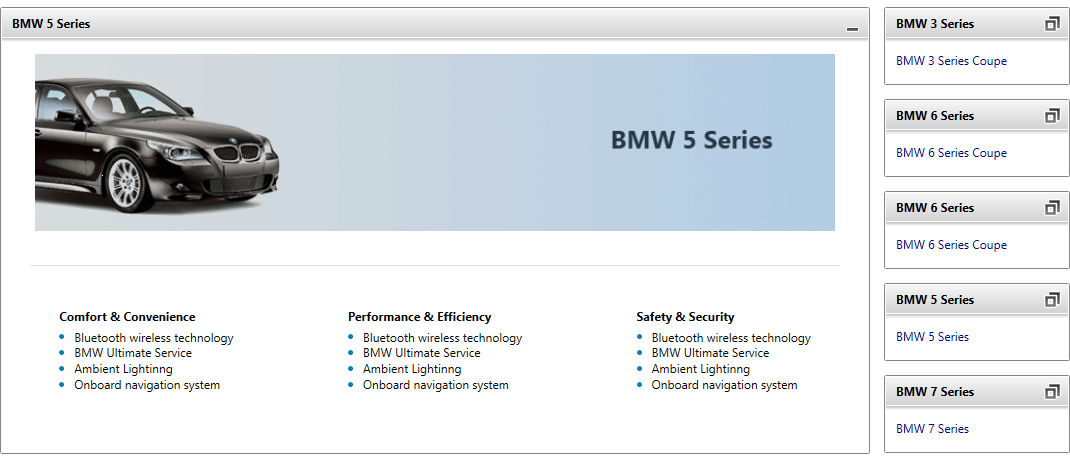 BMW 5 Series
BMW 5 Series
Comfort & Convenience
Bluetooth wireless technology
BMW Ultimate Service
Ambient Lightinng
Onboard navigation system
Performance & Efficiency
Bluetooth wireless technology
BMW Ultimate Service
Ambient Lightinng
Onboard navigation system
Safety & Security
Bluetooth wireless technology
BMW Ultimate Service
Ambient Lightinng
Onboard navigation system
BMW 3 Series
BMW 3 Series Coupe
BMW 6 Series
BMW 6 Series Coupe
BMW 6 Series
BMW 6 Series Coupe
BMW 5 Series
BMW 5 Series
BMW 7 Series
BMW 7 Series